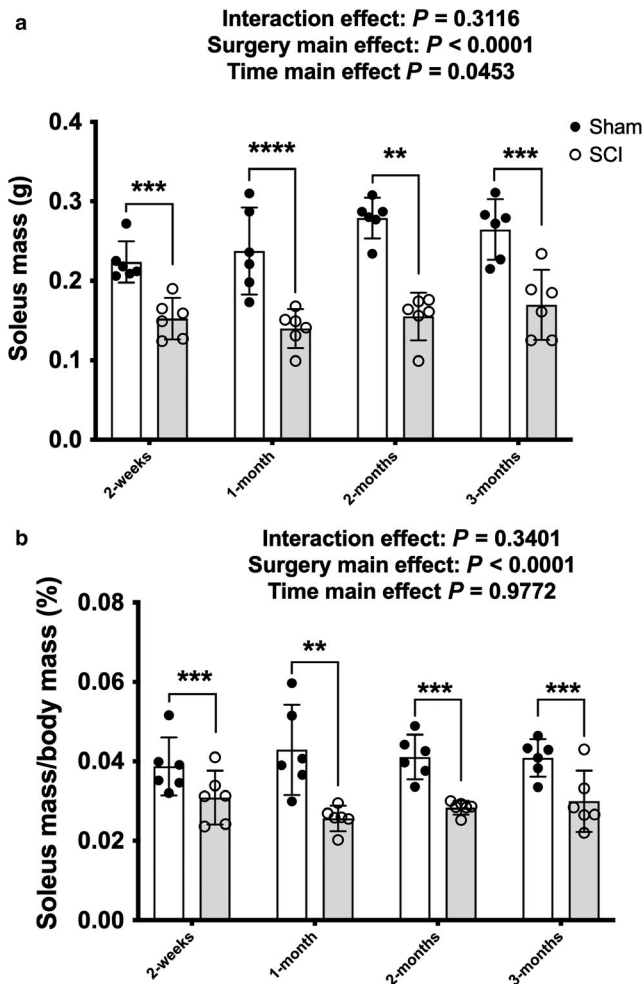 a
Interaction effect: P = 0.3116
Surgery main effect: P < 0.0001
Time main effect P = 0.0453
Soleus mass (g)
0.4
0.3
0.2
0.1
0.0
***
****
**
***
Sham
SCI
2-weeks
1-month
2-months
3-months
b
Interaction effect: P = 0.3401
Surgery main effect: P < 0.0001
Time main effect P = 0.9772
Soleus mass/body mass (%)
0.08
0.06
0.04
0.02
0.00
***
**
***
***
2-weeks
1-month
2-months
3-months